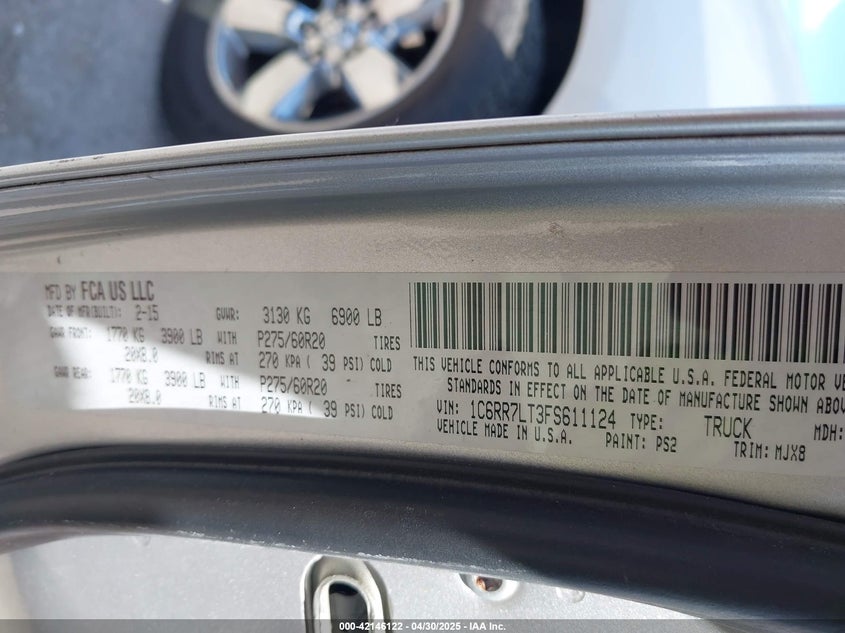 MFD BY FCA US LLC
DATE OF MFR(BUILT): 2-15 GVWR: 3130 KG 6900 LB
GAWR FRONT: 1770 KG 3900 LB WITH P275/60R20 TIRES
20X8.0 RIMS AT 270 KPA ( 39 PSI) COLD
GAWR REAR: 1770 KG 3900 LB WITH P275/60R20 TIRES
20X8.0 RIMS AT 270 KPA ( 39 PSI) COLD
THIS VEHICLE CONFORMS TO ALL APPLICABLE U.S.A. FEDERAL MOTOR
STANDARDS IN EFFECT ON THE DATE OF MANUFACTURE SHOWN
VIN: 1C6RR7LT3FS611124 TYPE: TRUCK MDH:
VEHICLE MADE IN U.S.A. PAINT: PS2 TRIM: MJX8
000-42146122 - 04/30/2025 - IAA Inc.